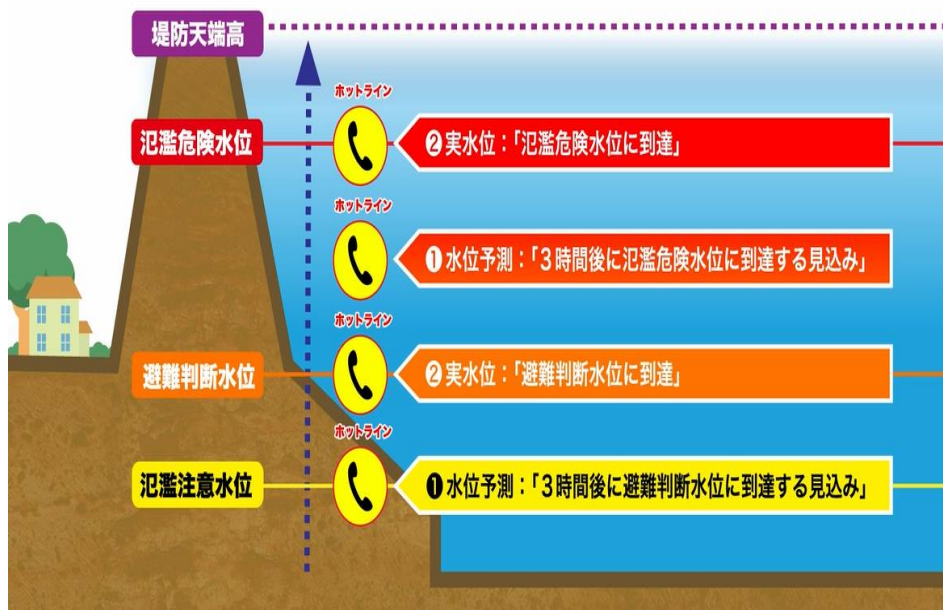 堤防天端高
ホットライン
氾濫危険水位
❷実水位：「氾濫危険水位に到達」
ホットライン
❶水位予測：「３時間後に氾濫危険水位に到達する見込み」
ホットライン
避難判断水位
❷実水位：「避難判断水位に到達」
ホットライン
氾濫注意水位
❶水位予測：「３時間後に避難判断水位に到達する見込み」